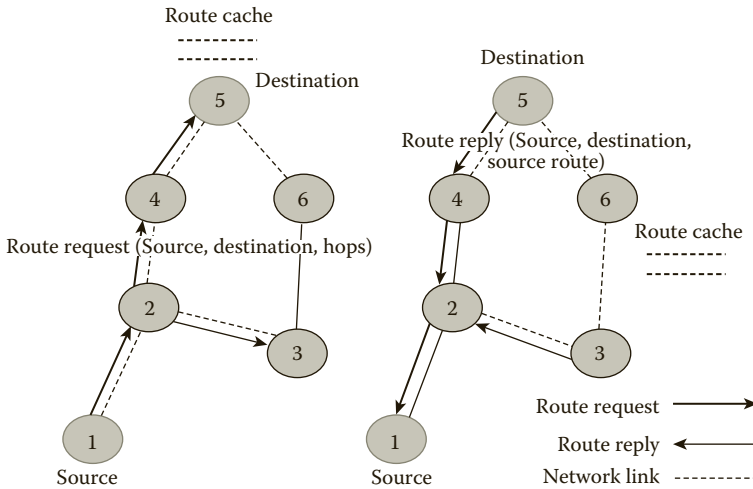 Route cache
Destination
5
4
6
Route request (Source, destination, hops)
2
3
1
Source
Destination
5
Route reply (Source, destination,
source route)
4
6
Route cache
2
3
1
Source
Route request
Route reply
Network link